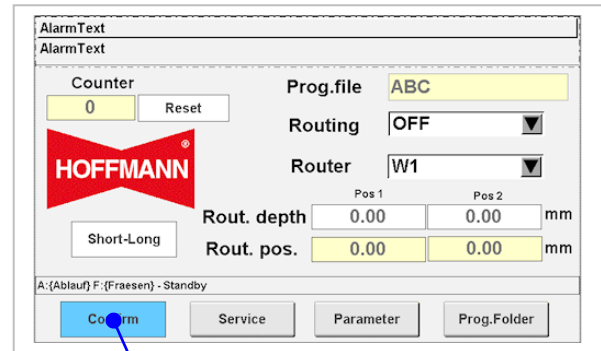 AlarmText
AlarmText
Counter
Prog.file ABC
0 Reset
Routing OFF
®
HOFFMANN
Router W1
Pos 1 Pos 2
Rout. depth 0.00 0.00 mm
Short-Long
Rout. pos. 0.00 0.00 mm
A:{Ablauf} F:{Fraesen} - Standby
Confirm Service Parameter Prog.Folder